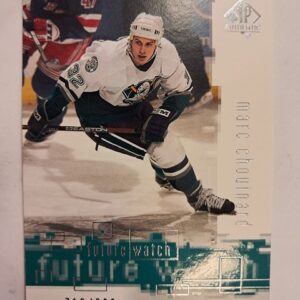 SP
AUTHENTIC
32
EASTON
marc chouinard
future watch
future watch